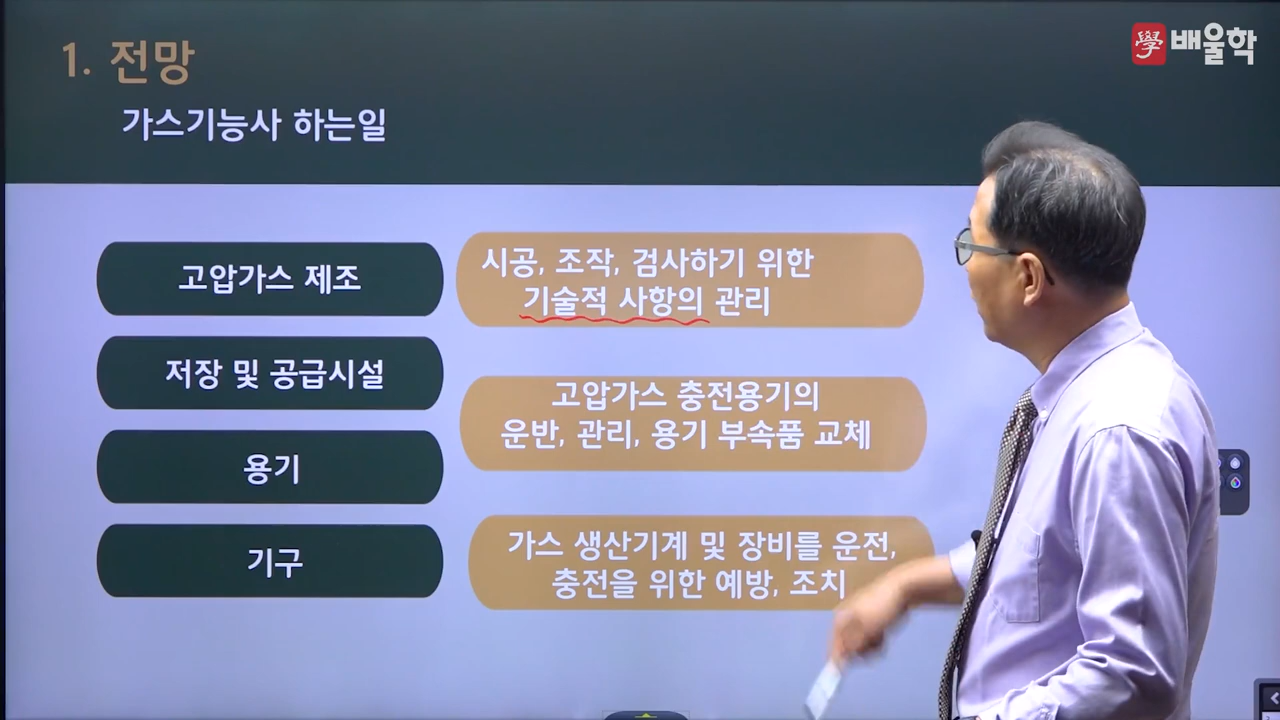 1. 전망
學 배울학
가스기능사 하는일
고압가스 제조
저장 및 공급시설
용기
기구
시공, 조작, 검사하기 위한
기술적 사항의 관리
고압가스 충전용기의
운반, 관리, 용기 부속품 교체
가스 생산기계 및 장비를 운전,
충전을 위한 예방, 조치